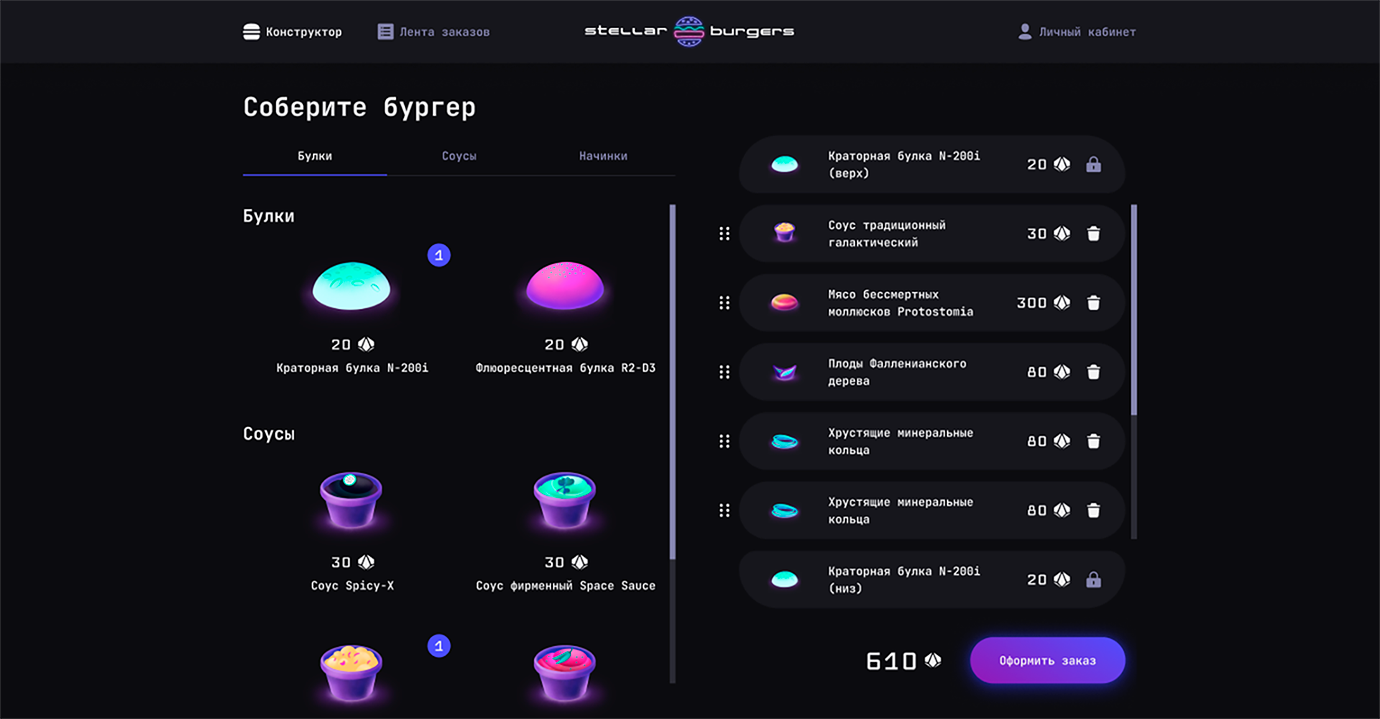 Конструктор
Лента заказов
stellar burgers
Личный кабинет
Соберите бургер
Булки
Соусы
Начинки
Булки
1
20
20
Краторная булка N-200i
Флюоресцентная булка R2-D3
Соусы
30
30
Соус Spicy-X
Соус фирменный Space Sauce
1
Краторная булка N-200i
(верх)
20
Соус традиционный
галактический
30
Мясо бессмертных
моллюсков Protostomia
300
Плоды Фалленианского
дерева
80
Хрустящие минеральные
кольца
80
Хрустящие минеральные
кольца
80
Краторная булка N-200i
(низ)
20
610
Оформить заказ